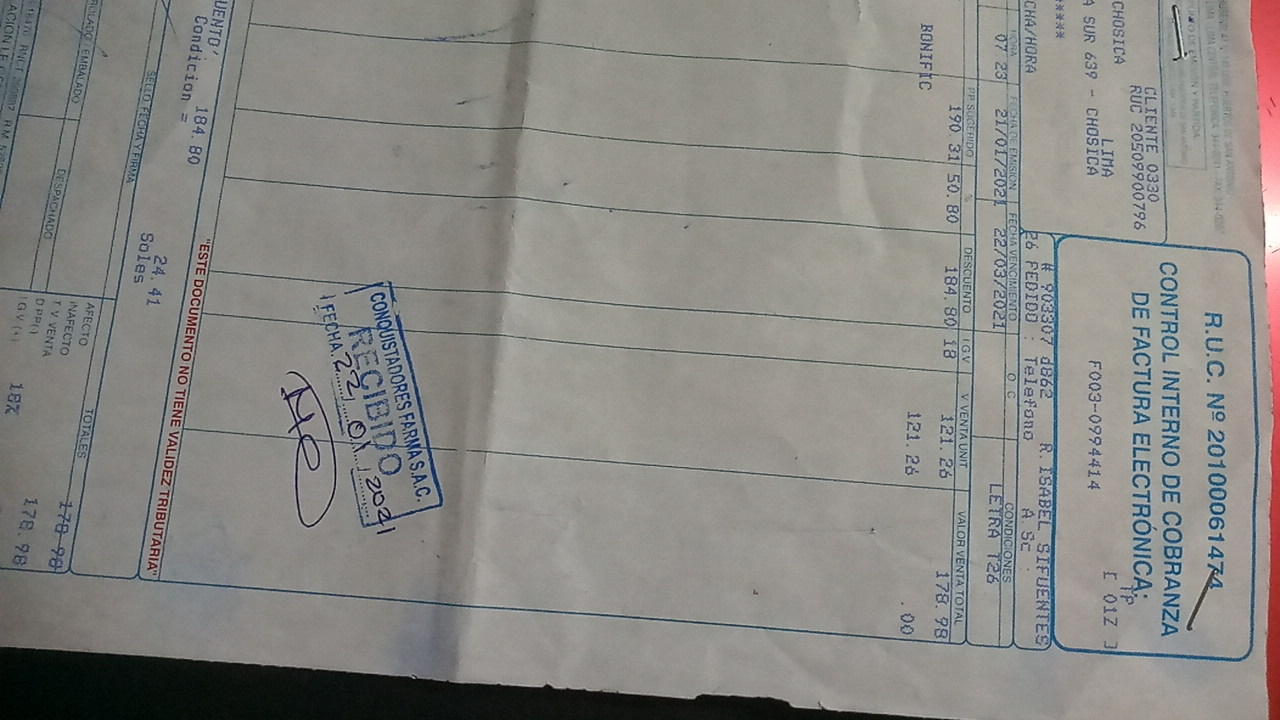 R.U.C. Nº 20100061474
CONTROL INTERNO DE COBRANZA
DE FACTURA ELECTRÓNICA:
Tp
F003-0994414 [ 01Z ]
CLIENTE 0330
RUC 20509900796
CHOSICA LIMA
A SUR 639 - CHOSICA
# 903307 d862 R ISABEL SIFUENTES
26 PEDIDO : Telefono A Sc
CHA/HORA
HORA FECHA DE EMISION FECHA VENCIMIENTO O.C CONDICIONES
07 23 21/01/2021 22/03/2021 LETRA T26
P.P. SUGERIDO % DESCUENTO I.G.V V.VENTA UNIT VALOR VENTA TOTAL
190.31 50.80 184.80 18 121.26 178.98
BONIFIC 121.26 .00
CONQUISTADORES FARMA S.A.C.
RECIBIDO
FECHA 22 01 2021
UENTO,
Condicion = 184.80
"ESTE DOCUMENTO NO TIENE VALIDEZ TRIBUTARIA"
24.41
Soles
SELLO FECHA Y FIRMA
EMBALADO
DESPACHADO
TOTALES
AFECTO 178.98
INAFECTO
T.V. VENTA 178.98
D.PP()
I.G.V (+) 18%